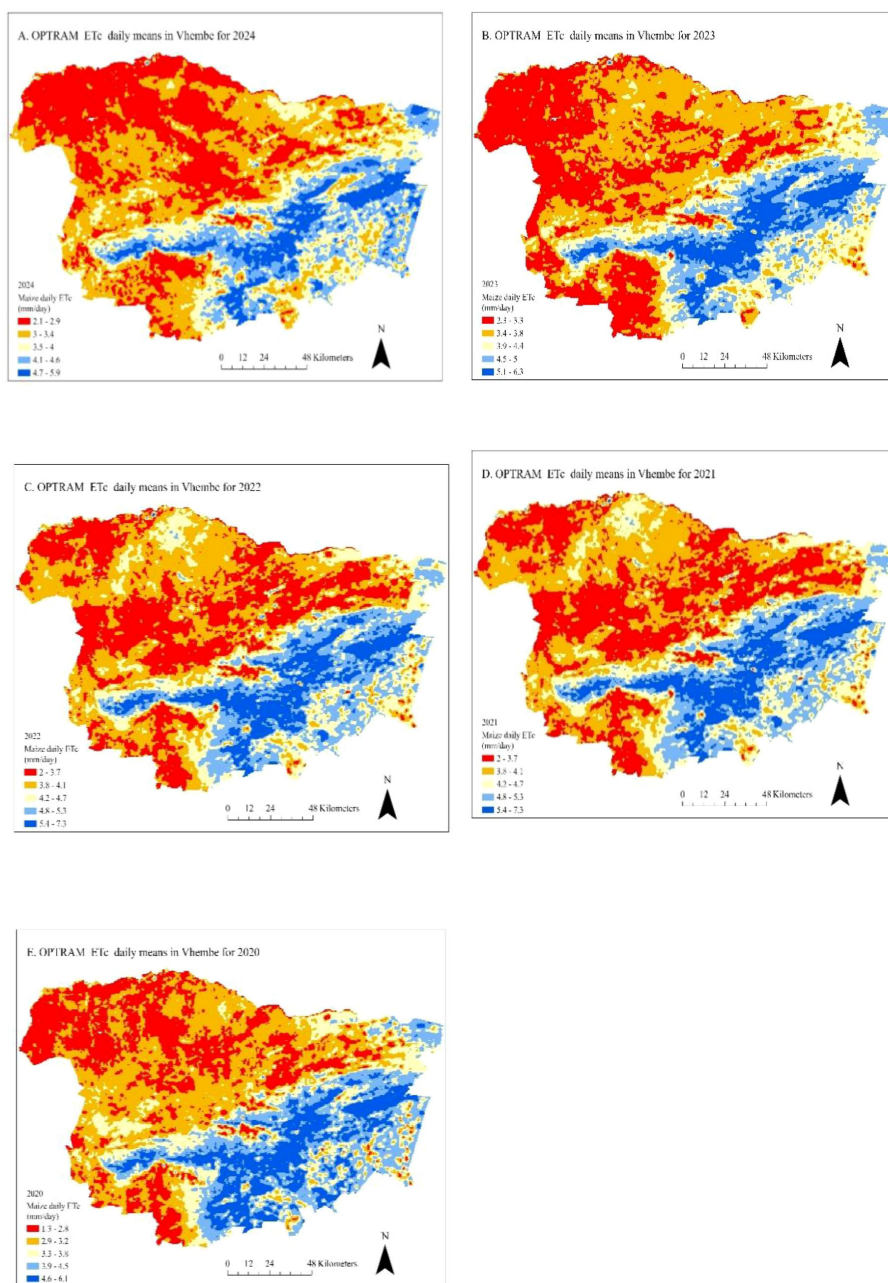 A. OPTRAM ETc daily means in Vhembe for 2024
2024
Maize daily ETc
(mm/day)
2.1 - 2.9
3 - 3.4
3.5 - 4
4.1 - 4.6
4.7 - 5.9
0 12 24 48 Kilometers
N
B. OPTRAM ETc daily means in Vhembe for 2023
2023
Maize daily ETc
(mm/day)
2.3 - 3.3
3.4 - 3.8
3.9 - 4.4
4.5 - 5
5.1 - 6.3
0 12 24 48 Kilometers
N
C. OPTRAM ETc daily means in Vhembe for 2022
2022
Maize daily ETc
(mm/day)
2 - 3.7
3.8 - 4.1
4.2 - 4.7
4.8 - 5.3
5.4 - 7.3
0 12 24 48 Kilometers
N
D. OPTRAM ETc daily means in Vhembe for 2021
2021
Maize daily ETc
(mm/day)
2 - 3.7
3.8 - 4.1
4.2 - 4.7
4.8 - 5.3
5.4 - 7.3
0 12 24 48 Kilometers
N
E. OPTRAM ETc daily means in Vhembe for 2020
2020
Maize daily ETc
(mm/day)
1.3 - 2.8
2.9 - 3.2
3.3 - 3.8
3.9 - 4.5
4.6 - 6.1
0 12 24 48 Kilometers
N